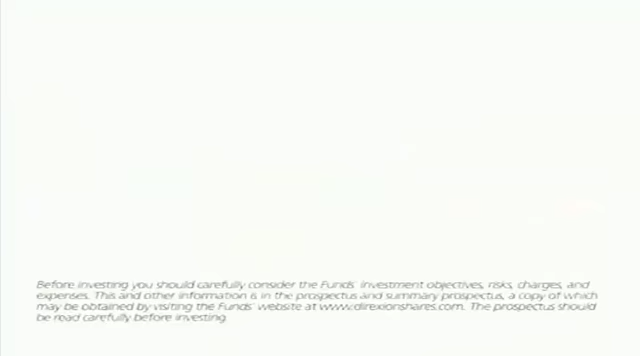 Before investing you should carefully consider the Funds' investment objectives, risks, charges, and
expenses. This and other information is in the prospectus and summary prospectus, a copy of which
may be obtained by visiting the Funds' website at www.direxionshares.com. The prospectus should
be read carefully before investing.